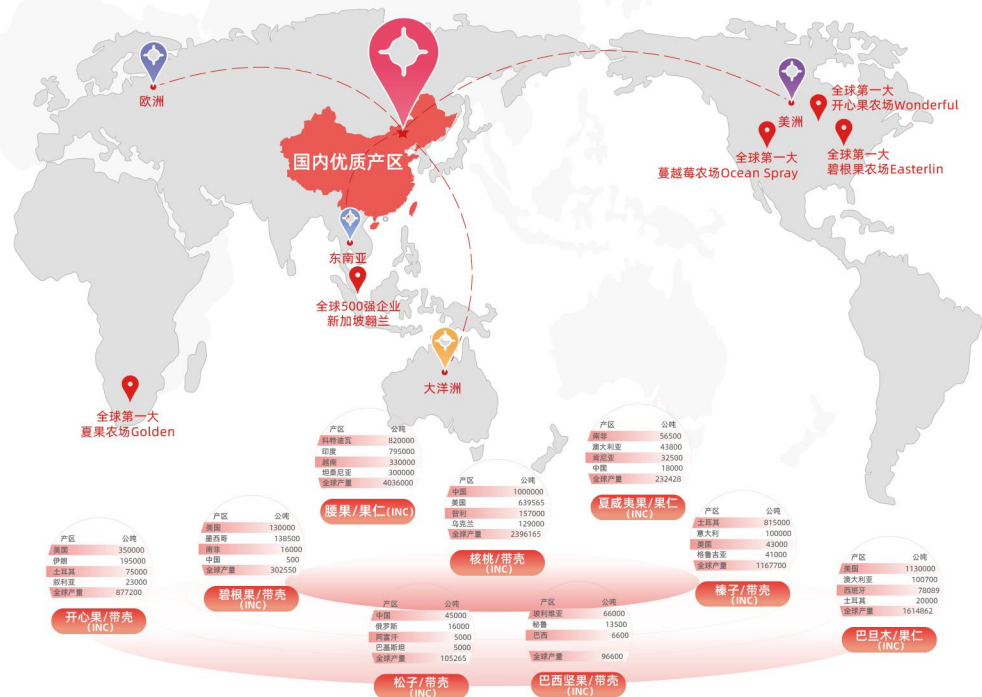 欧洲
国内优质产区
美洲
全球第一大
开心果农场Wonderful
全球第一大
蔓越莓农场Ocean Spray
全球第一大
碧根果农场Easterlin
东南亚
全球500强企业
新加坡翱兰
大洋洲
全球第一大
夏果农场Golden
产区 公吨
科特迪瓦 820000
印度 795000
越南 330000
坦桑尼亚 300000
全球产量 4036000
腰果/果仁(INC)
产区 公吨
南非 56500
澳大利亚 43800
肯尼亚 32500
中国 18000
全球产量 232428
夏威夷果/果仁
(INC)
产区 公吨
中国 1000000
美国 639565
智利 157000
乌克兰 129000
全球产量 2396165
核桃/带壳
(INC)
产区 公吨
美国 130000
墨西哥 138500
南非 16000
中国 500
全球产量 302550
碧根果/带壳
(INC)
产区 公吨
土耳其 815000
意大利 100000
美国 43000
格鲁吉亚 41000
全球产量 1167700
榛子/带壳
(INC)
产区 公吨
美国 350000
伊朗 195000
土耳其 75000
叙利亚 23000
全球产量 877200
开心果/带壳
(INC)
产区 公吨
美国 1130000
澳大利亚 100700
西班牙 78089
土耳其 20000
全球产量 1614862
巴旦木/果仁
(INC)
产区 公吨
中国 45000
俄罗斯 16000
阿富汗 5000
巴基斯坦 5000
全球产量 105265
松子/带壳
(INC)
产区 公吨
玻利维亚 66000
秘鲁 13500
巴西 6600
全球产量 96600
巴西坚果/带壳
(INC)